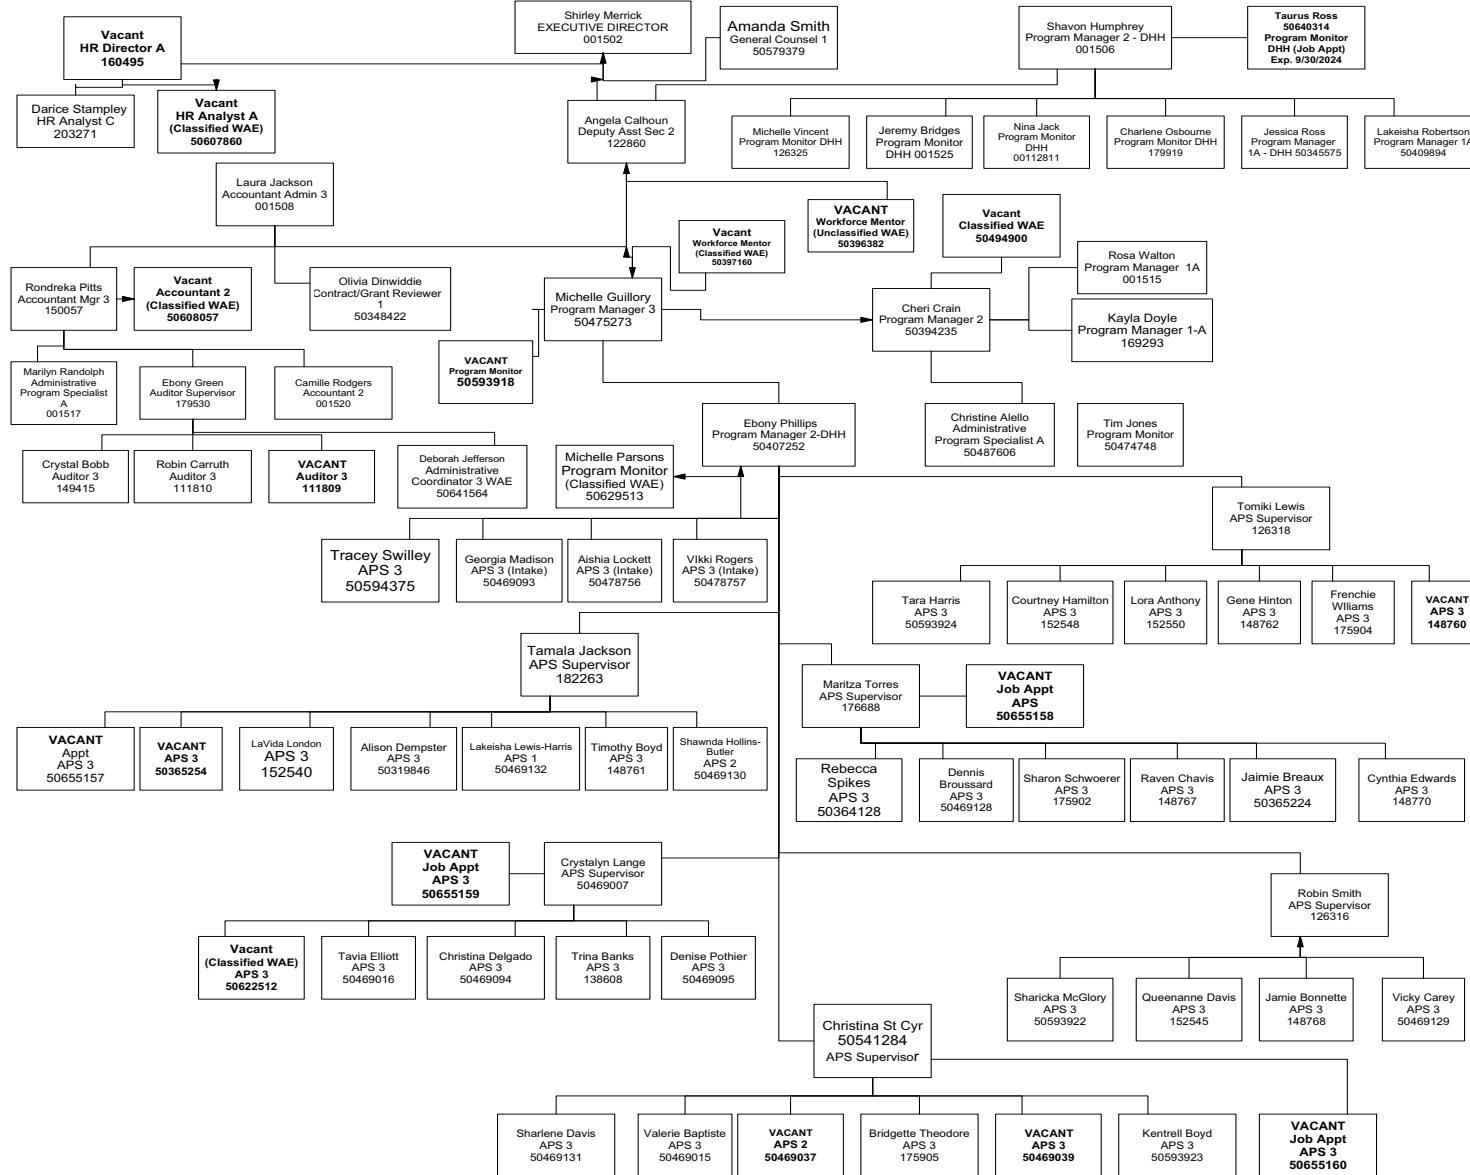 Vacant
HR Director A
160495
Shirley Merrick
EXECUTIVE DIRECTOR
001502
Amanda Smith
General Counsel 1
50579379
Shavon Humphrey
Program Manager 2 - DHH
001506
Taurus Ross
50640314
Program Monitor
DHH (Job Appt)
Exp. 9/30/2024
Darice Stampley
HR Analyst C
203271
Vacant
HR Analyst A
(Classified WAE)
50607860
Angela Calhoun
Deputy Asst Sec 2
122860
Michelle Vincent
Program Monitor DHH
126325
Jeremy Bridges
Program Monitor
DHH 001525
Nina Jack
Program Monitor
DHH
00112811
Charlene Osbourne
Program Monitor DHH
179919
Jessica Ross
Program Manager
1A - DHH 50345575
Lakeisha Robertson
Program Manager 1A
50409894
Laura Jackson
Accountant Admin 3
001508
Vacant
Workforce Mentor
(Classified WAE)
50397160
VACANT
Workforce Mentor
(Unclassified WAE)
50396382
Vacant
Classified WAE
50494900
Rondreka Pitts
Accountant Mgr 3
150057
Vacant
Accountant 2
(Classified WAE)
50608057
Olivia Dinwiddie
Contract/Grant Reviewer
1
50348422
Michelle Guillory
Program Manager 3
50475273
Cheri Crain
Program Manager 2
50394235
Rosa Walton
Program Manager 1A
001515
Kayla Doyle
Program Manager 1-A
169293
VACANT
Program Monitor
50593918
Marilyn Randolph
Administrative
Program Specialist
A
001517
Ebony Green
Auditor Supervisor
179530
Camille Rodgers
Accountant 2
001520
Ebony Phillips
Program Manager 2-DHH
50407252
Christine Alello
Administrative
Program Specialist A
50487606
Tim Jones
Program Monitor
50474748
Crystal Bobb
Auditor 3
149415
Robin Carruth
Auditor 3
111810
VACANT
Auditor 3
111809
Deborah Jefferson
Administrative
Coordinator 3 WAE
50641564
Michelle Parsons
Program Monitor
(Classified WAE)
50629513
Tomiki Lewis
APS Supervisor
126318
Tracey Swilley
APS 3
50594375
Georgia Madison
APS 3 (Intake)
50469093
Aishia Lockett
APS 3 (Intake)
50478756
VIkki Rogers
APS 3 (Intake)
50478757
Tara Harris
APS 3
50593924
Courtney Hamilton
APS 3
152548
Lora Anthony
APS 3
152550
Gene Hinton
APS 3
148762
Frenchie
WIliams
APS 3
175904
VACANT
APS 3
148760
Tamala Jackson
APS Supervisor
182263
Maritza Torres
APS Supervisor
176688
VACANT
Job Appt
APS
50655158
VACANT
Appt
APS 3
50655157
VACANT
APS 3
50365254
LaVida London
APS 3
152540
Alison Dempster
APS 3
50319846
Lakeisha Lewis-Harris
APS 1
50469132
Timothy Boyd
APS 3
148761
Shawnda Hollins-
Butler
APS 2
50469130
Rebecca
Spikes
APS 3
50364128
Dennis
Broussard
APS 3
50469128
Sharon Schwoerer
APS 3
175902
Raven Chavis
APS 3
148767
Jaimie Breaux
APS 3
50365224
Cynthia Edwards
APS 3
148770
VACANT
Job Appt
APS 3
50655159
Crystalyn Lange
APS Supervisor
50469007
Robin Smith
APS Supervisor
126316
Vacant
(Classified WAE)
APS 3
50622512
Tavia Elliott
APS 3
50469016
Christina Delgado
APS 3
50469094
Trina Banks
APS 3
138608
Denise Pothier
APS 3
50469095
Sharicka McGlory
APS 3
50593922
Queenanne Davis
APS 3
152545
Jamie Bonnette
APS 3
148768
Vicky Carey
APS 3
50469129
Christina St Cyr
50541284
APS Supervisor
Sharlene Davis
APS 3
50469131
Valerie Baptiste
APS 3
50469015
VACANT
APS 2
50469037
Bridgette Theodore
APS 3
175905
VACANT
APS 3
50469039
Kentrell Boyd
APS 3
50593923
VACANT
Job Appt
APS 3
50655160